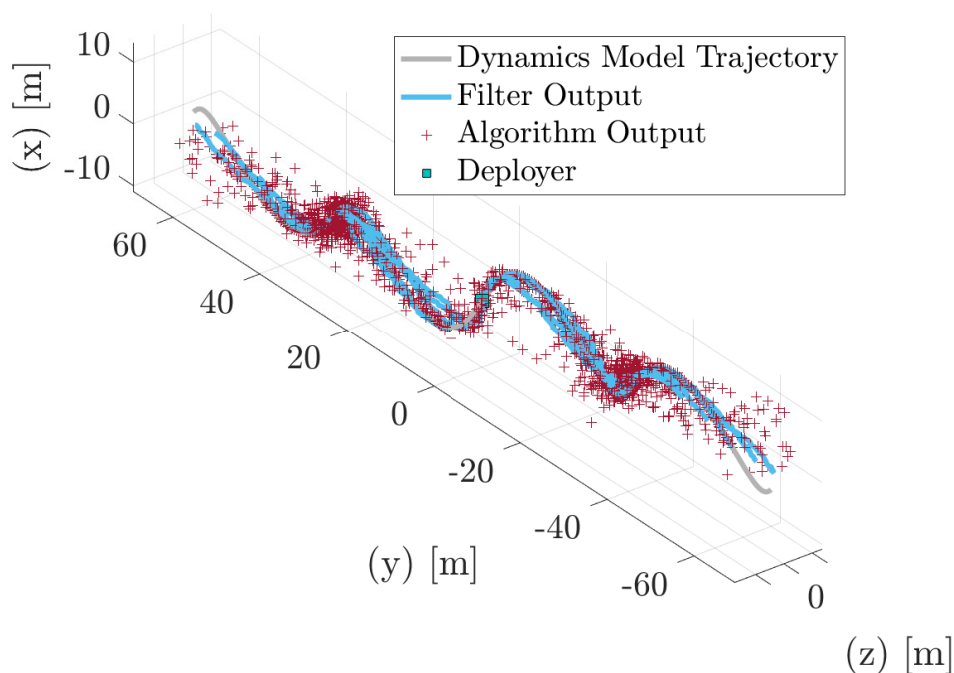 10
0
-10
(x) [m]
Dynamics Model Trajectory
Filter Output
Algorithm Output
Deployer
60
40
20
0
-20
-40
-60
(y) [m]
0
(z) [m]